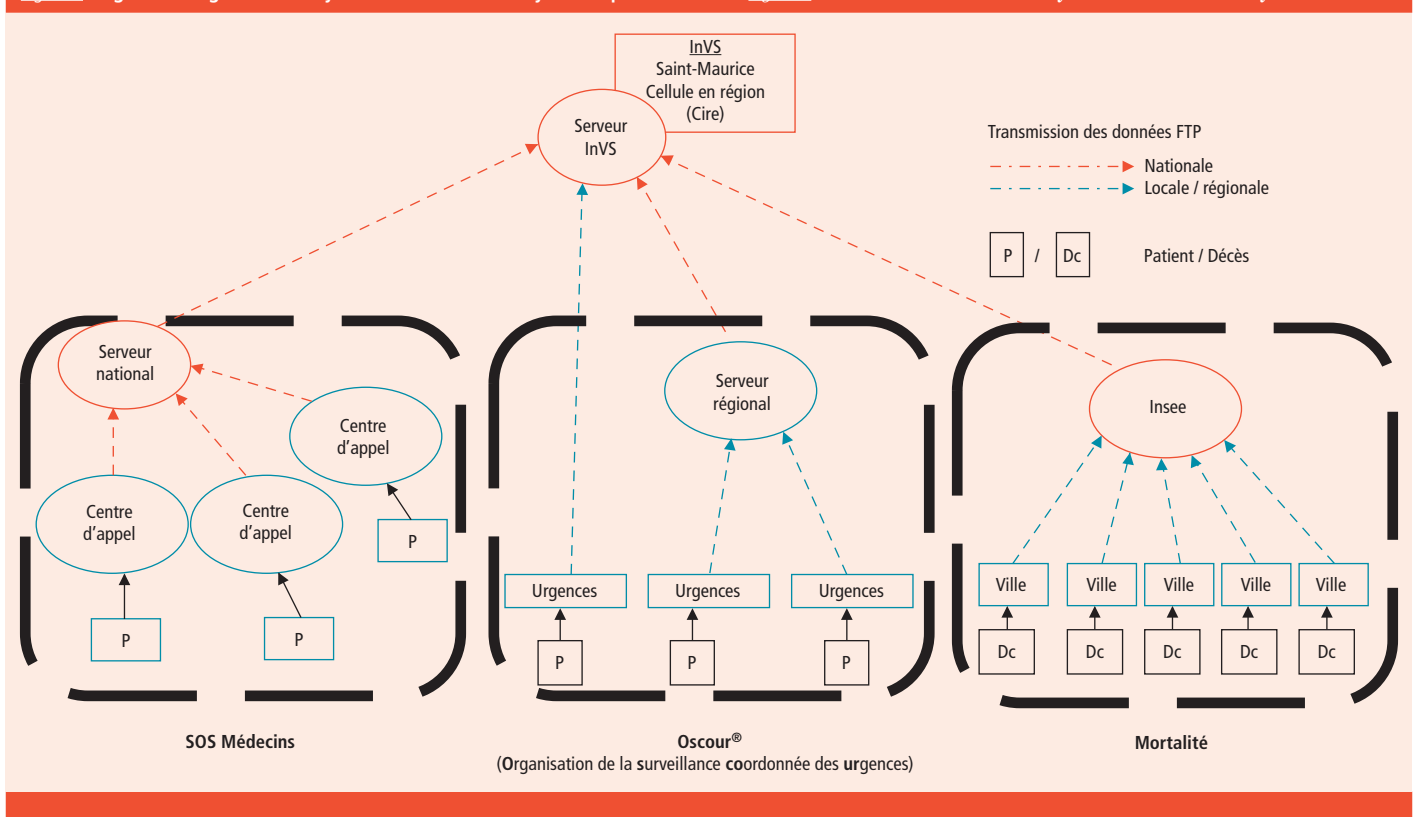 InVS
Saint-Maurice
Cellule en région
(Cire)
Serveur
InVS
Transmission des données FTP
Nationale
Locale / régionale
P / Dc Patient / Décès
Serveur
national
Centre
d'appel
Centre
d'appel
Centre
d'appel
P
P
P
Serveur
régional
Urgences
Urgences
Urgences
P
P
P
Insee
Ville
Ville
Ville
Ville
Ville
Dc
Dc
Dc
Dc
Dc
SOS Médecins
Oscour®
(Organisation de la surveillance coordonnée des urgences)
Mortalité